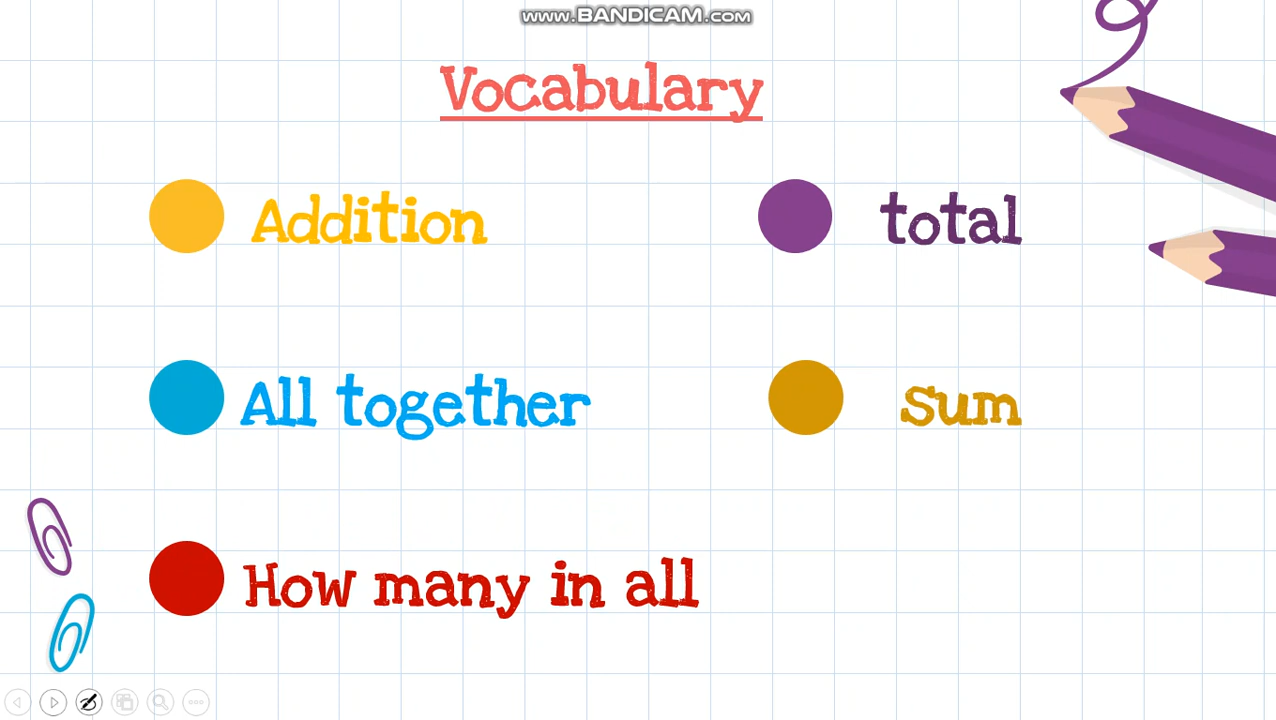 www.BANDICAM.com
Vocabulary
Addition
total
All together
sum
How many in all